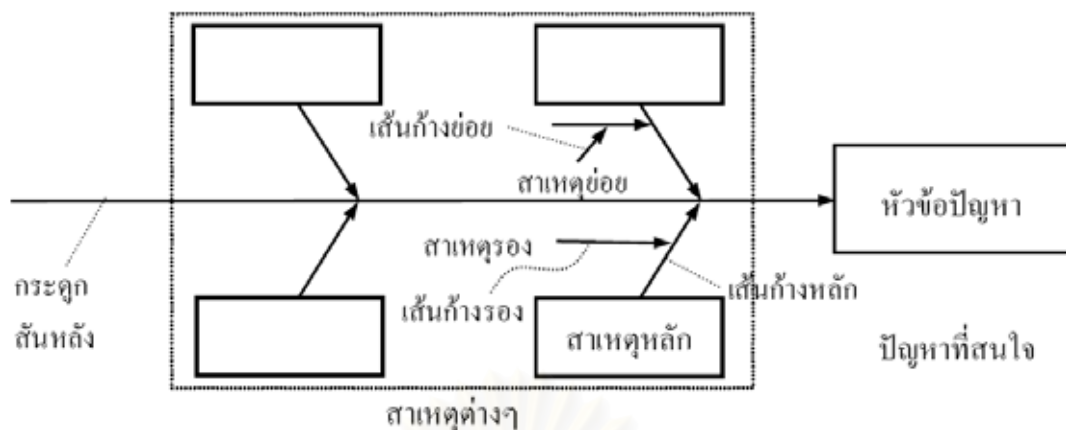 เส้นก้างย่อย
สาเหตุย่อย
หัวข้อปัญหา
สาเหตุรอง
กระดูก
สันหลัง
เส้นก้างรอง
เส้นก้างหลัก
สาเหตุหลัก
ปัญหาที่สนใจ
สาเหตุต่างๆ